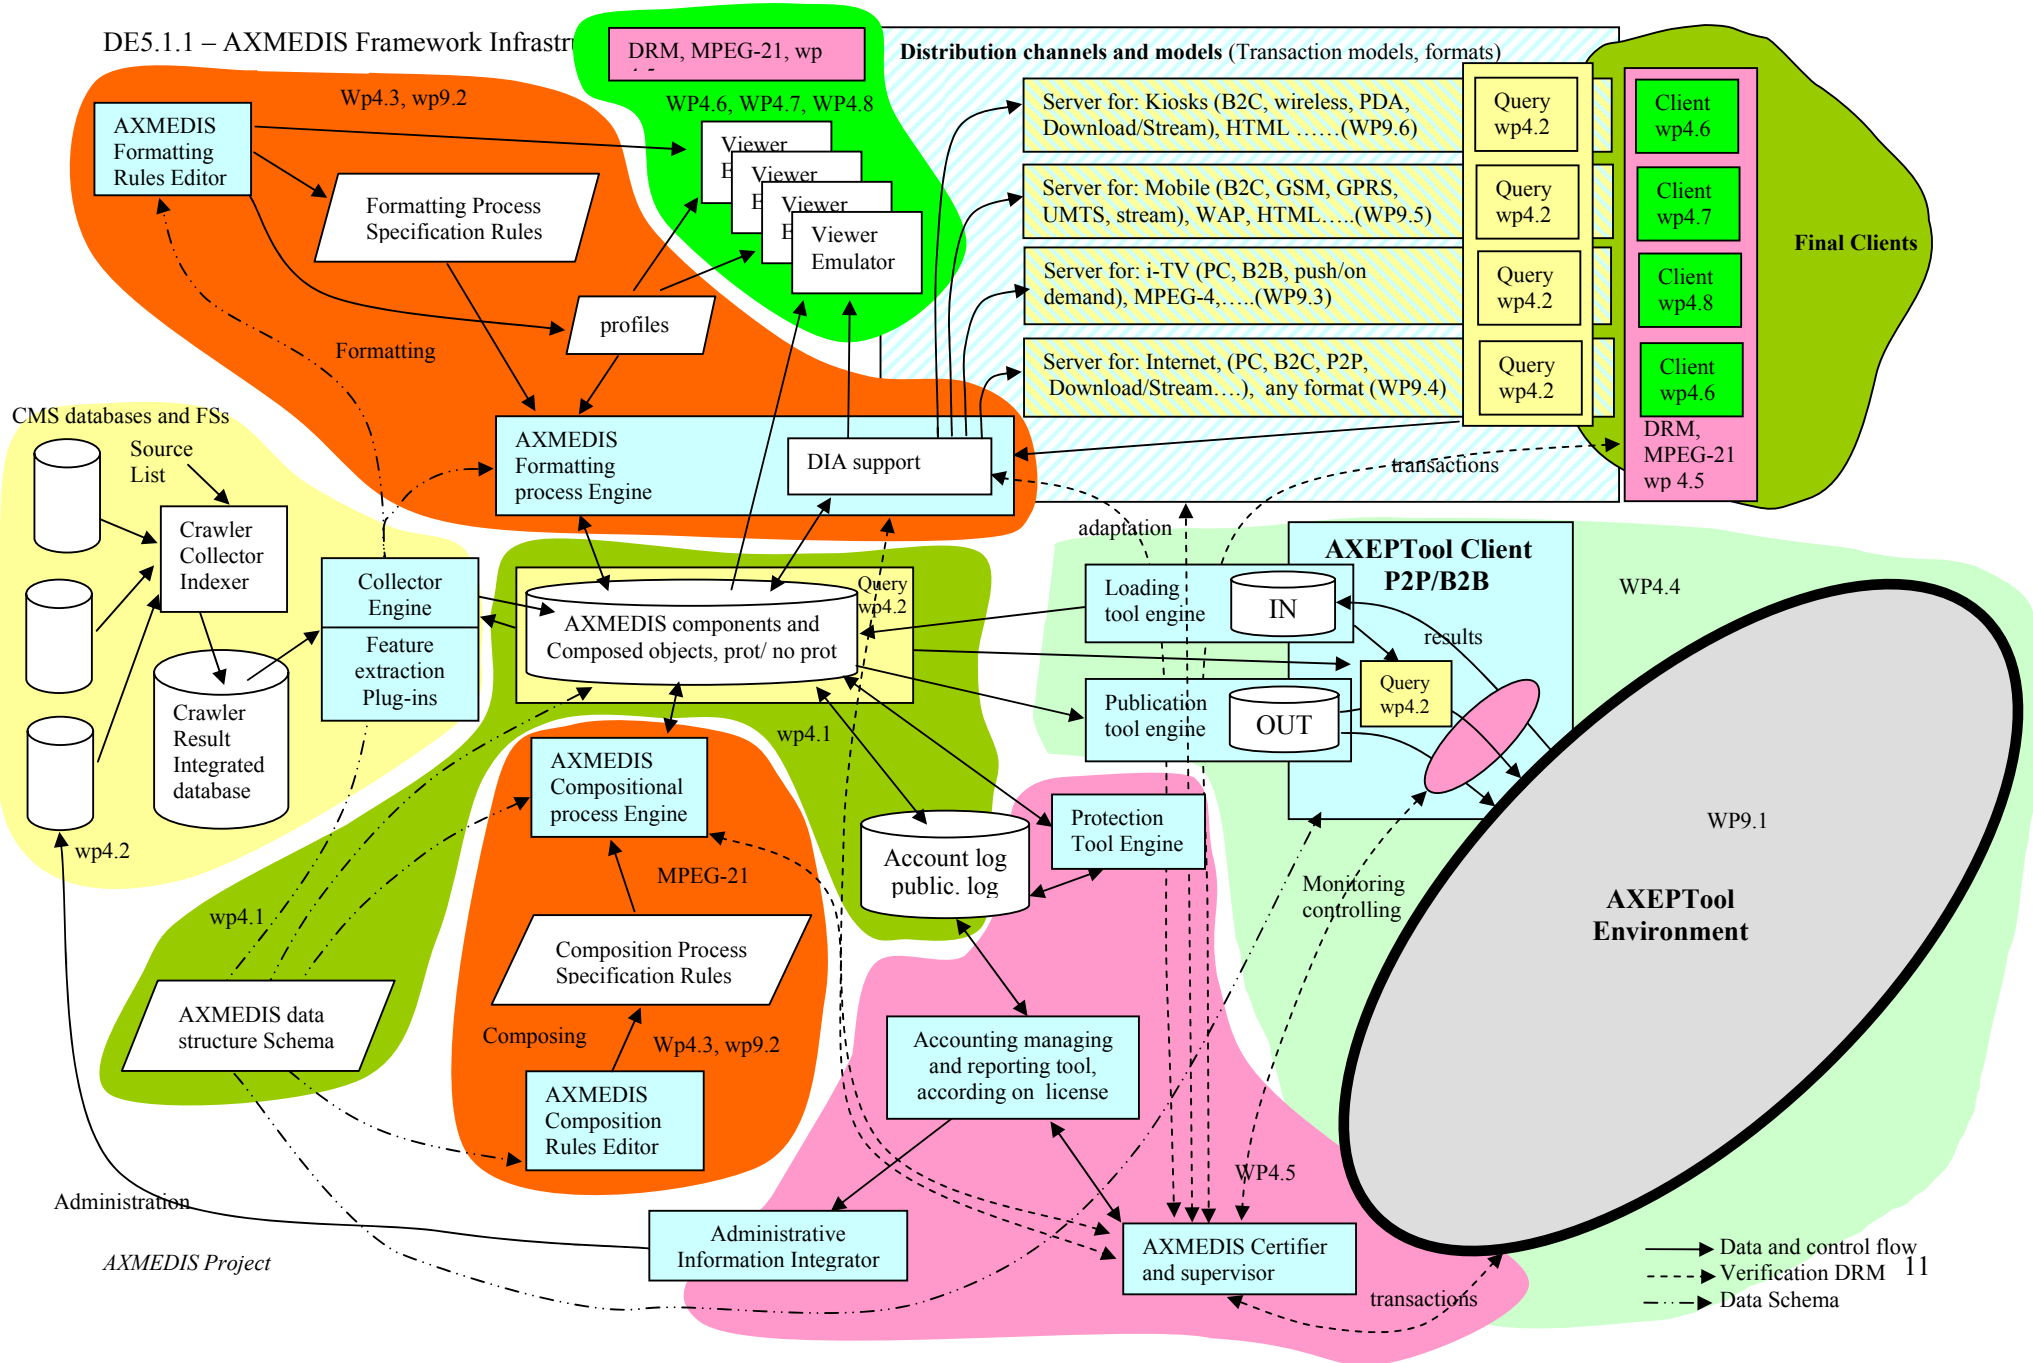 DE5.1.1 – AXMEDIS Framework Infrastru
DRM, MPEG-21, wp
Distribution channels and models (Transaction models, formats)
Wp4.3, wp9.2
WP4.6, WP4.7, WP4.8
AXMEDIS
Formatting
Rules Editor
Formatting Process
Specification Rules
profiles
Formatting
Viewer
E
Viewer
E
Viewer
E
Viewer
Emulator
Server for: Kiosks (B2C, wireless, PDA,
Download/Stream), HTML ……(WP9.6)
Query
wp4.2
Client
wp4.6
Server for: Mobile (B2C, GSM, GPRS,
UMTS, stream), WAP, HTML…..(WP9.5)
Query
wp4.2
Client
wp4.7
Final Clients
Server for: i-TV (PC, B2B, push/on
demand), MPEG-4,…..(WP9.3)
Query
wp4.2
Client
wp4.8
Server for: Internet, (PC, B2C, P2P,
Download/Stream….), any format (WP9.4)
Query
wp4.2
Client
wp4.6
DRM,
MPEG-21
wp 4.5
transactions
adaptation
CMS databases and FSs
Source
List
Crawler
Collector
Indexer
Crawler
Result
Integrated
database
wp4.2
Collector
Engine
Feature
extraction
Plug-ins
AXMEDIS
Formatting
process Engine
DIA support
Query
wp4.2
AXMEDIS components and
Composed objects, prot/ no prot
wp4.1
AXEPTool Client
P2P/B2B
Loading
tool engine
IN
results
Query
wp4.2
Publication
tool engine
OUT
WP4.4
WP9.1
AXEPTool
Environment
Monitoring
controlling
AXMEDIS
Compositional
process Engine
MPEG-21
Composition Process
Specification Rules
Composing
Wp4.3, wp9.2
AXMEDIS
Composition
Rules Editor
Account log
public. log
Protection
Tool Engine
wp4.1
AXMEDIS data
structure Schema
Accounting managing
and reporting tool,
according on license
WP4.5
Administration
Administrative
Information Integrator
AXMEDIS Certifier
and supervisor
transactions
AXMEDIS Project
Data and control flow
Verification DRM
Data Schema
11